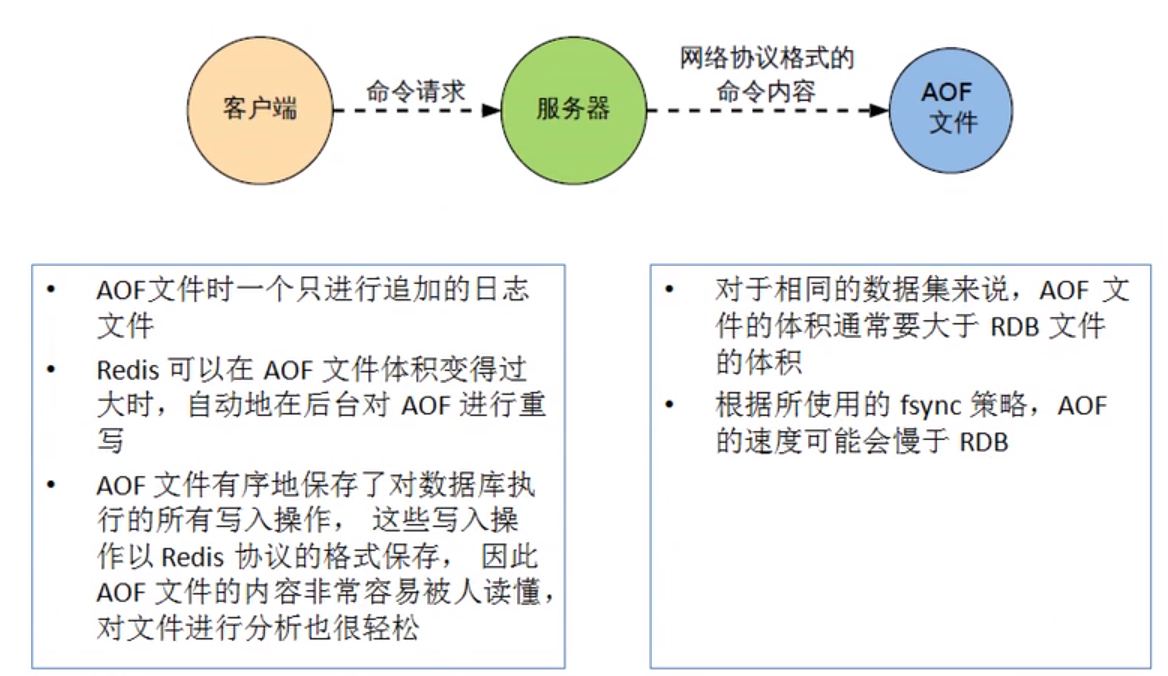 客户端
命令请求
服务器
网络协议格式的
命令内容
AOF
文件
• AOF文件时一个只进行追加的日志
文件
• Redis 可以在 AOF 文件体积变得过
大时，自动地在后台对 AOF 进行重
写
• AOF 文件有序地保存了对数据库执
行的所有写入操作， 这些写入操
作以 Redis 协议的格式保存， 因此
AOF 文件的内容非常容易被人读懂，
对文件进行分析也很轻松
• 对于相同的数据集来说，AOF 文
件的体积通常要大于 RDB 文件
的体积
• 根据所使用的 fsync 策略，AOF
的速度可能会慢于 RDB